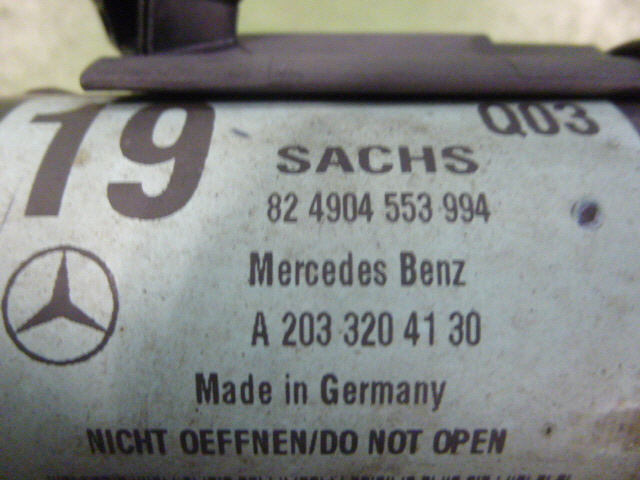 19
Q03
SACHS
82 4904 553 994
Mercedes Benz
A 203 320 41 30
Made in Germany
NICHT OEFFNEN/DO NOT OPEN